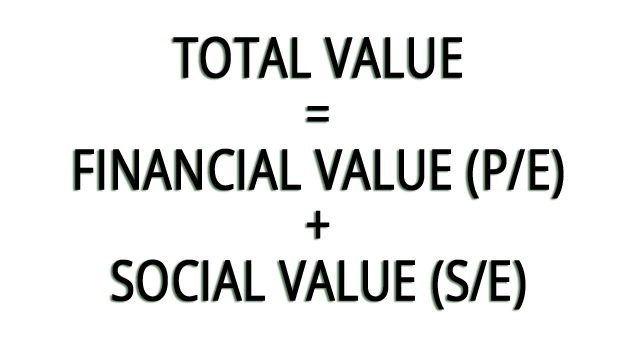 TOTAL VALUE
=
FINANCIAL VALUE (P/E)
+
SOCIAL VALUE (S/E)